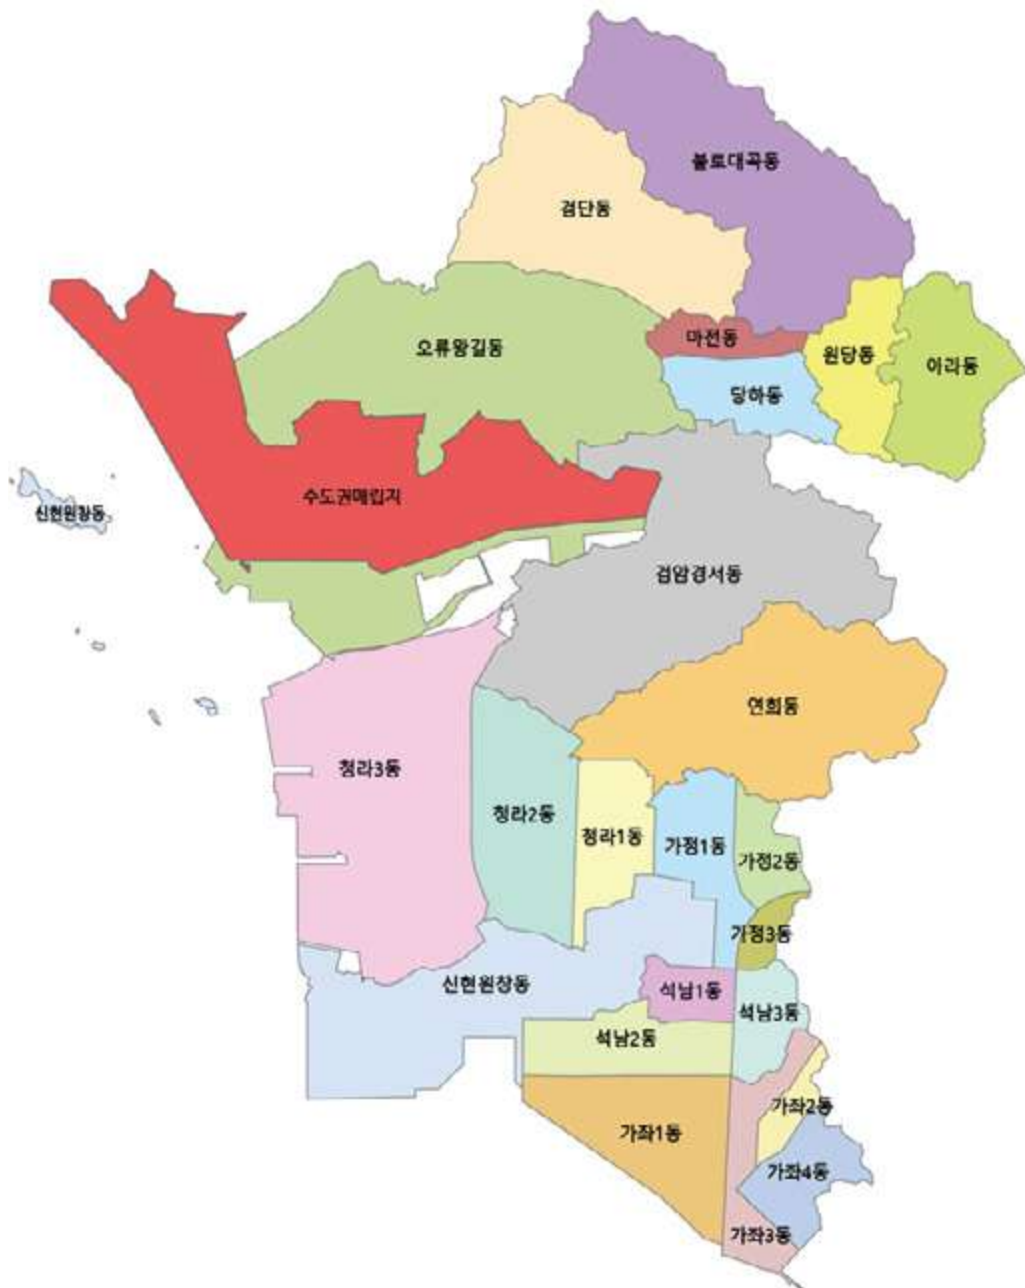 불로대곡동
검단동
마전동
오류왕길동
원당동
아라동
당하동
수도권매립지
신현원창동
검암경서동
연희동
청라3동
청라2동
청라1동
가정1동
가정2동
가정3동
신현원창동
석남1동
석남3동
석남2동
가좌2동
가좌1동
가좌4동
가좌3동